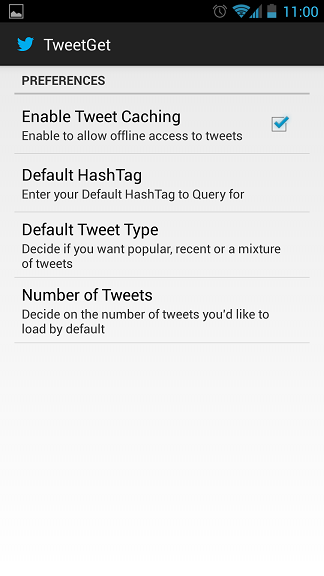 11:00
TweetGet
PREFERENCES
Enable Tweet Caching
Enable to allow offline access to tweets
Default HashTag
Enter your Default HashTag to Query for
Default Tweet Type
Decide if you want popular, recent or a mixture
of tweets
Number of Tweets
Decide on the number of tweets you'd like to
load by default